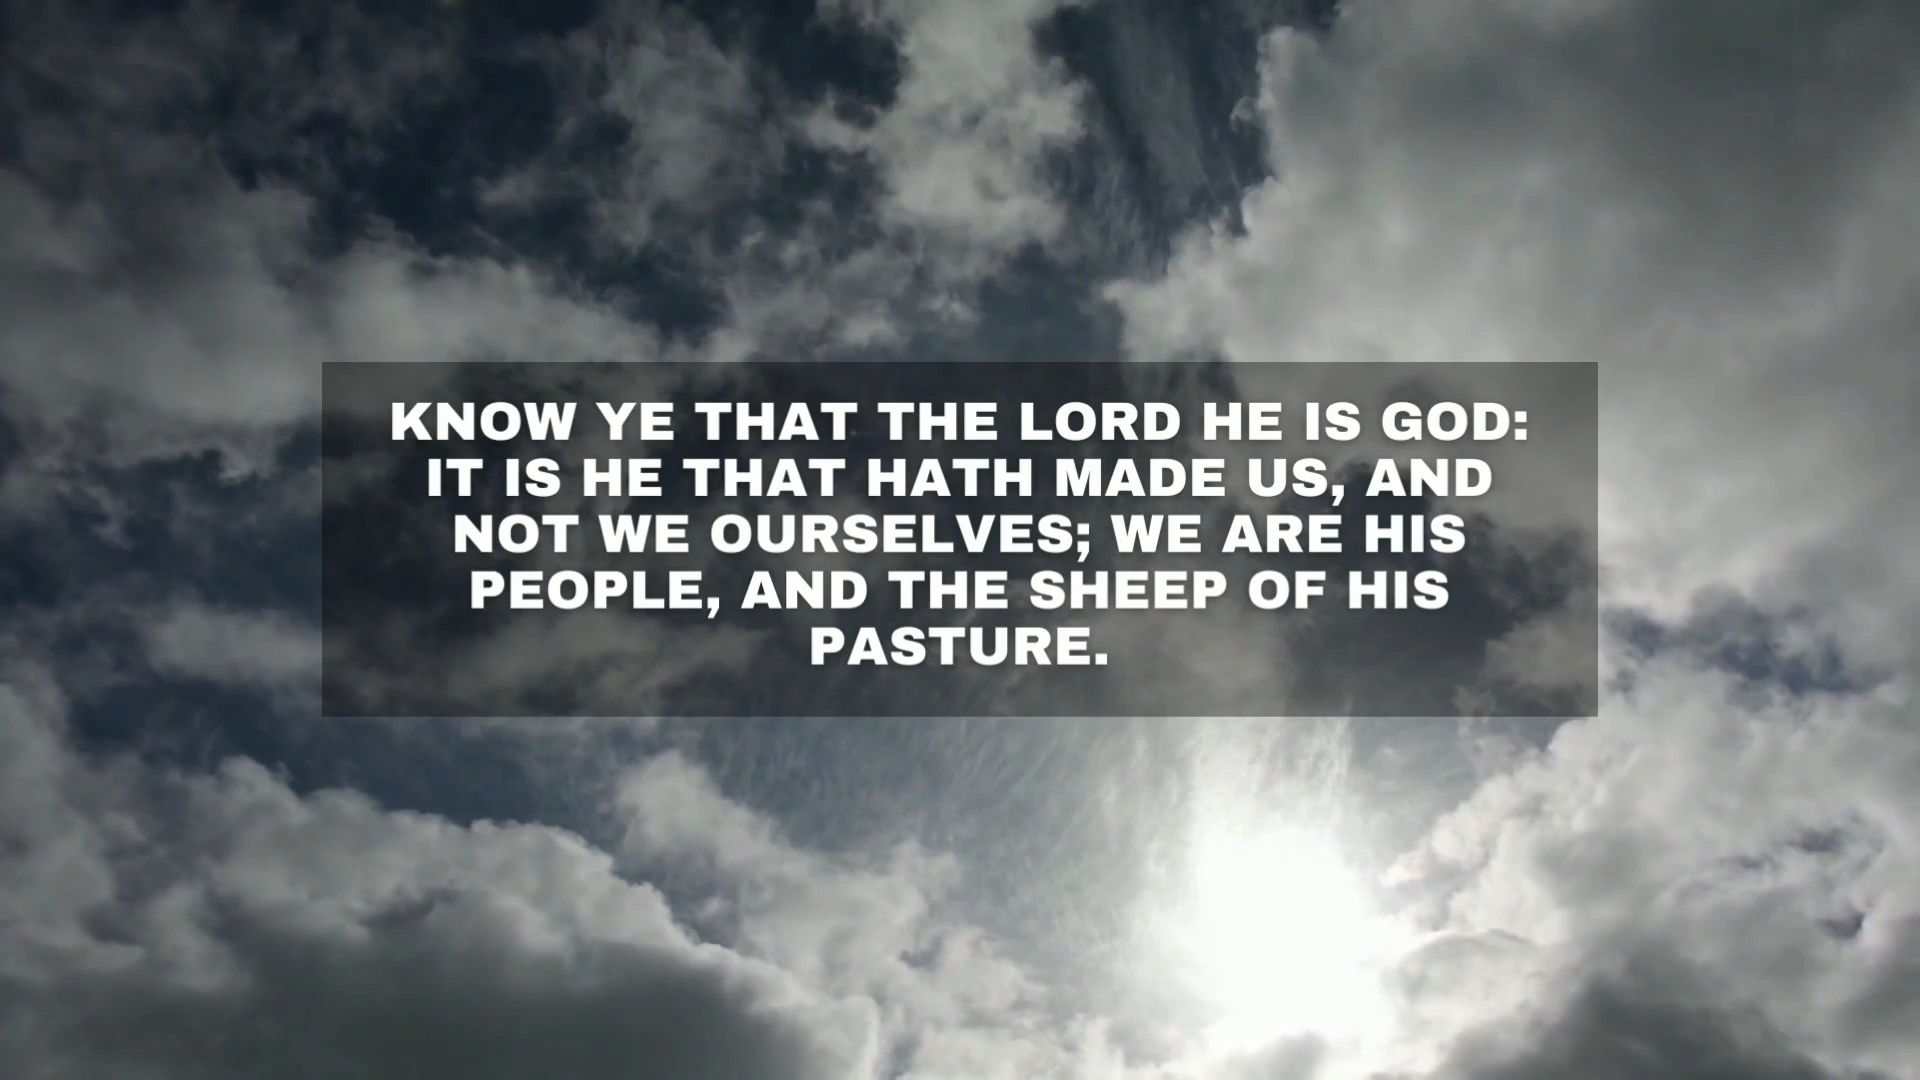 KNOW YE THAT THE LORD HE IS GOD:
IT IS HE THAT HATH MADE US, AND
NOT WE OURSELVES; WE ARE HIS
PEOPLE, AND THE SHEEP OF HIS
PASTURE.